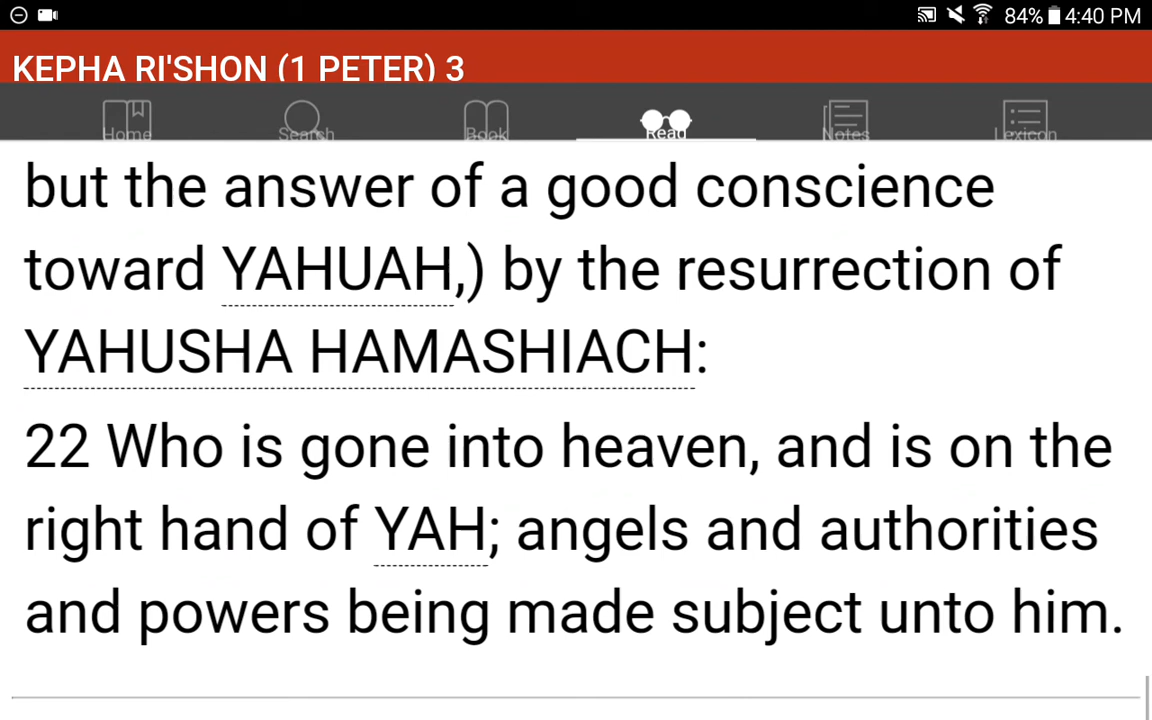 84% 4:40 PM
KEPHA RI'SHON (1 PETER) 3
Home Search Book Read Notes Lexicon
but the answer of a good conscience
toward YAHUAH,) by the resurrection of
YAHUSHA HAMASHIACH:
22 Who is gone into heaven, and is on the
right hand of YAH; angels and authorities
and powers being made subject unto him.